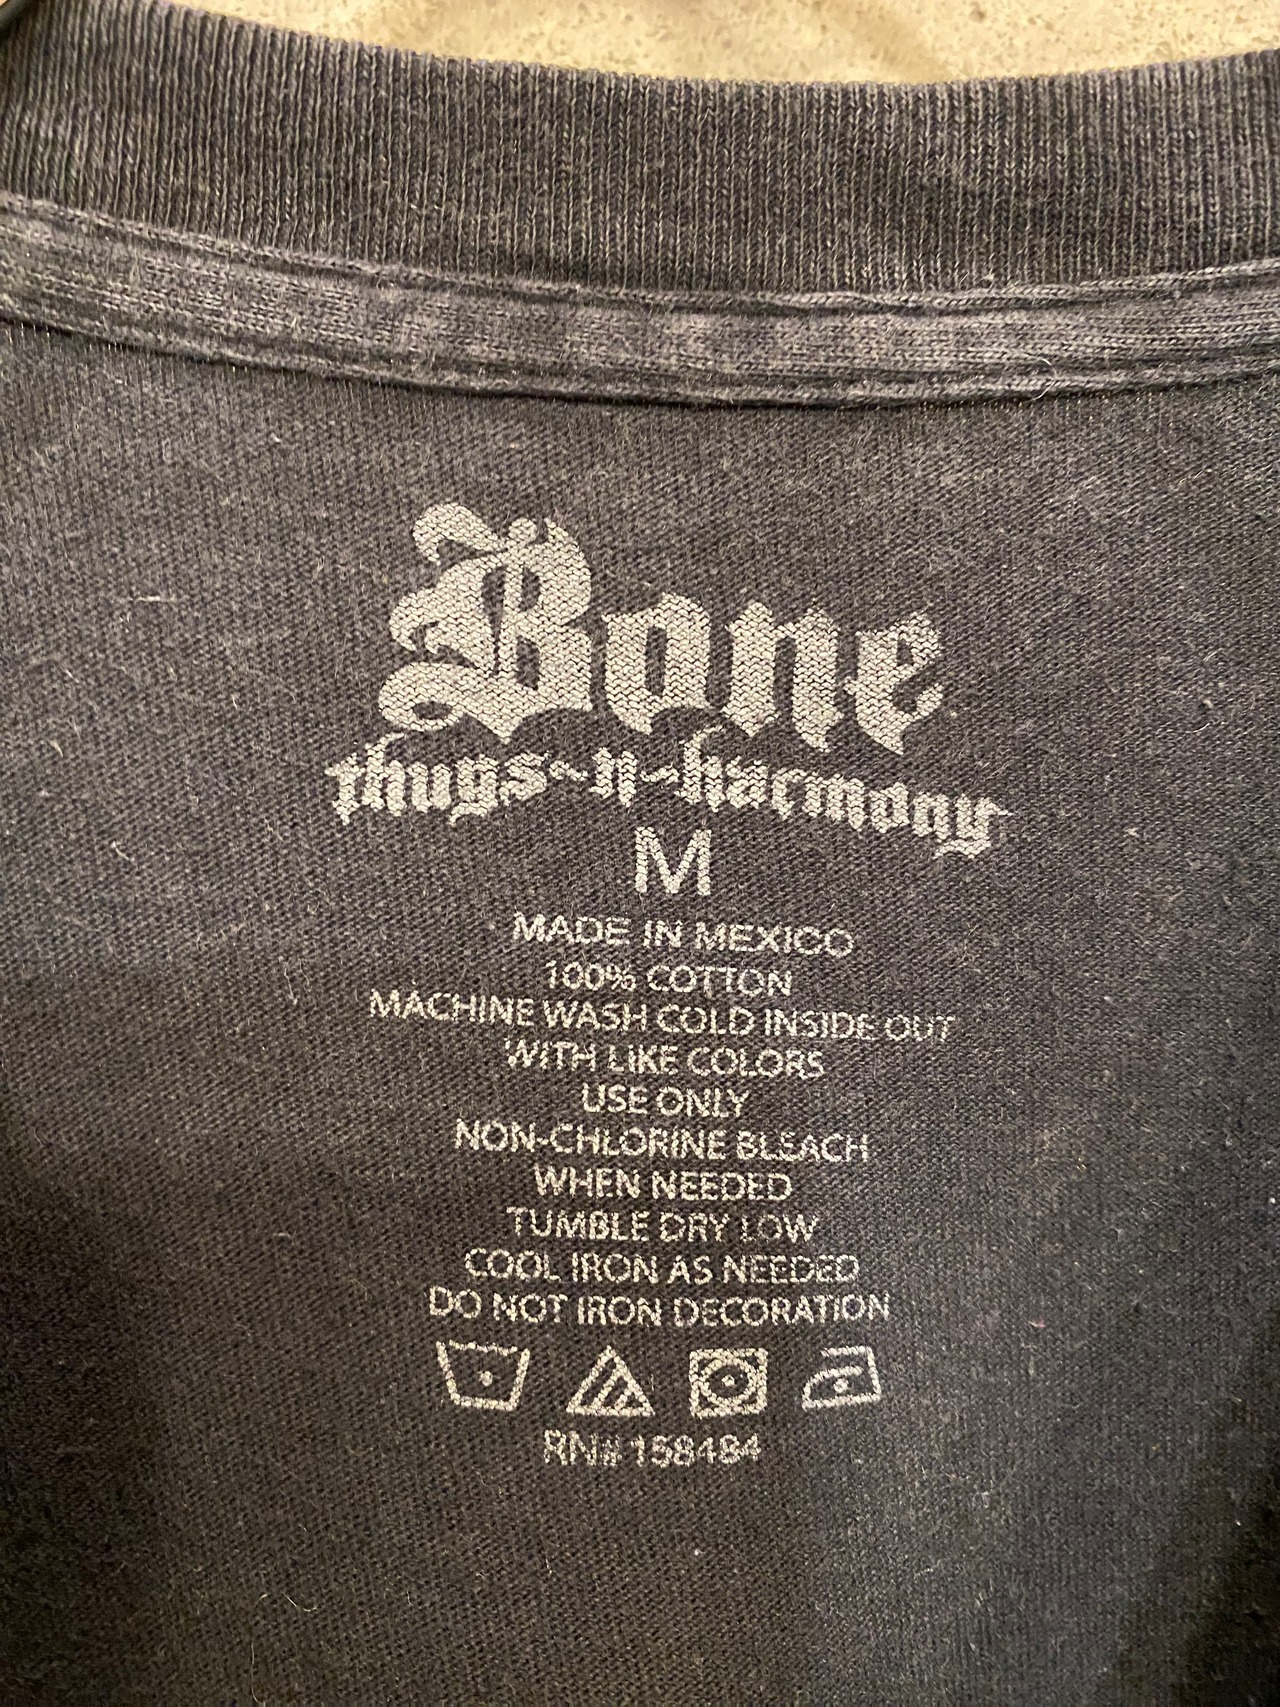 Bone
thugs~n~harmony
M
MADE IN MEXICO
100% COTTON
MACHINE WASH COLD INSIDE OUT
WITH LIKE COLORS
USE ONLY
NON-CHLORINE BLEACH
WHEN NEEDED
TUMBLE DRY LOW
COOL IRON AS NEEDED
DO NOT IRON DECORATION
RN# 158484